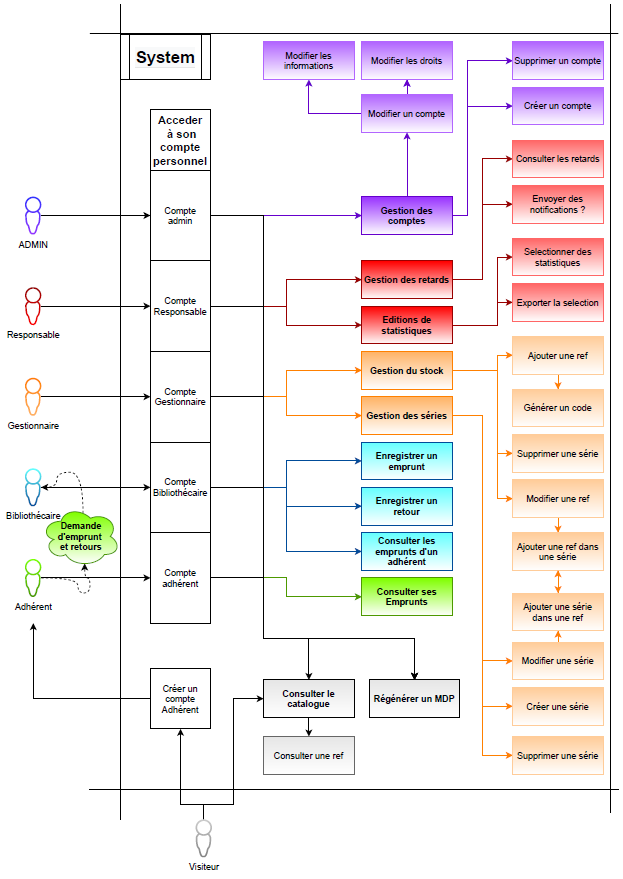 System
Modifier les
informations
Modifier les droits
Supprimer un compte
Modifier un compte
Créer un compte
Acceder
à son
compte
personnel
Consulter les retards
Envoyer des
notifications ?
ADMIN
Compte
admin
Gestion des
comptes
Selectionner des
statistiques
Responsable
Compte
Responsable
Gestion des retards
Editions de
statistiques
Exporter la selection
Gestionnaire
Compte
Gestionnaire
Gestion du stock
Gestion des séries
Ajouter une ref
Générer un code
Supprimer une série
Modifier une ref
Bibliothécaire
Compte
Bibliothécaire
Enregistrer un
emprunt
Enregistrer un
retour
Consulter les
emprunts d'un
adhérent
Demande
d'emprunt
et retours
Ajouter une ref dans
une série
Adhérent
Compte
adhérent
Consulter ses
Emprunts
Ajouter une série
dans une ref
Modifier une série
Créer un
compte
Adhérent
Consulter le
catalogue
Régénérer un MDP
Créer une série
Consulter une ref
Supprimer une série
Visiteur